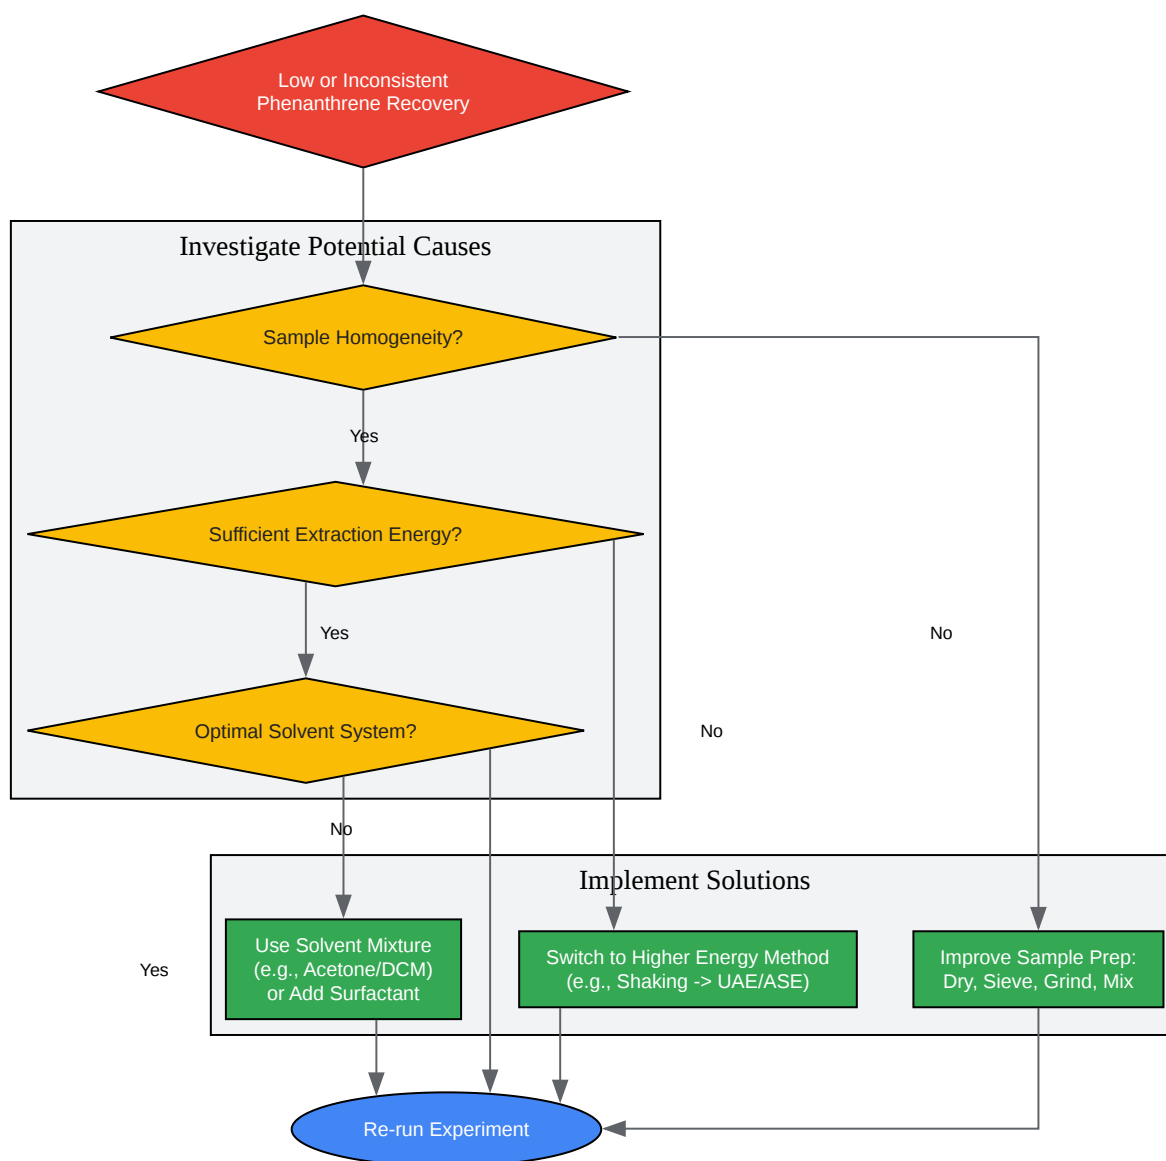 Low or Inconsistent
Phenanthrene Recovery
Investigate Potential Causes
Sample Homogeneity?
Yes
Sufficient Extraction Energy?
Yes
No
Optimal Solvent System?
No
No
Implement Solutions
Use Solvent Mixture
(e.g., Acetone/DCM)
or Add Surfactant
Switch to Higher Energy Method
(e.g., Shaking -> UAE/ASE)
Improve Sample Prep:
Dry, Sieve, Grind, Mix
Yes
Re-run Experiment